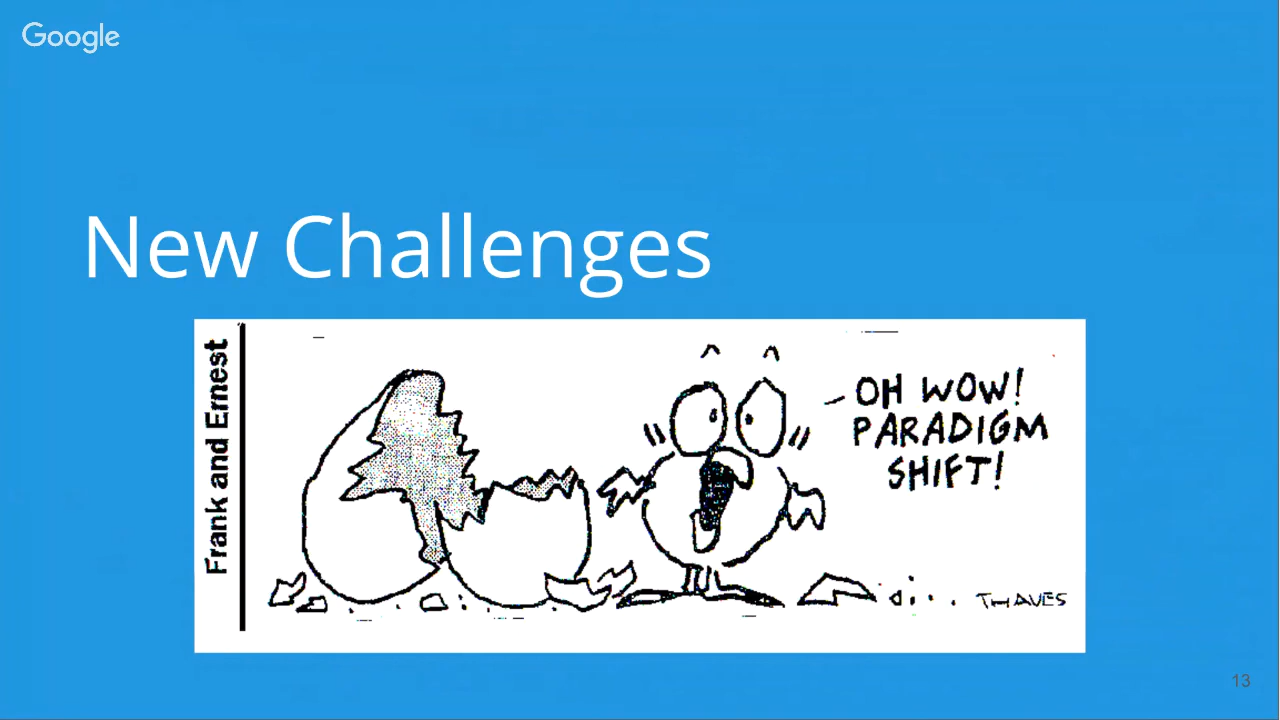 Google
New Challenges
Frank and Ernest
OH WOW!
PARADIGM
SHIFT!
THAVES
13